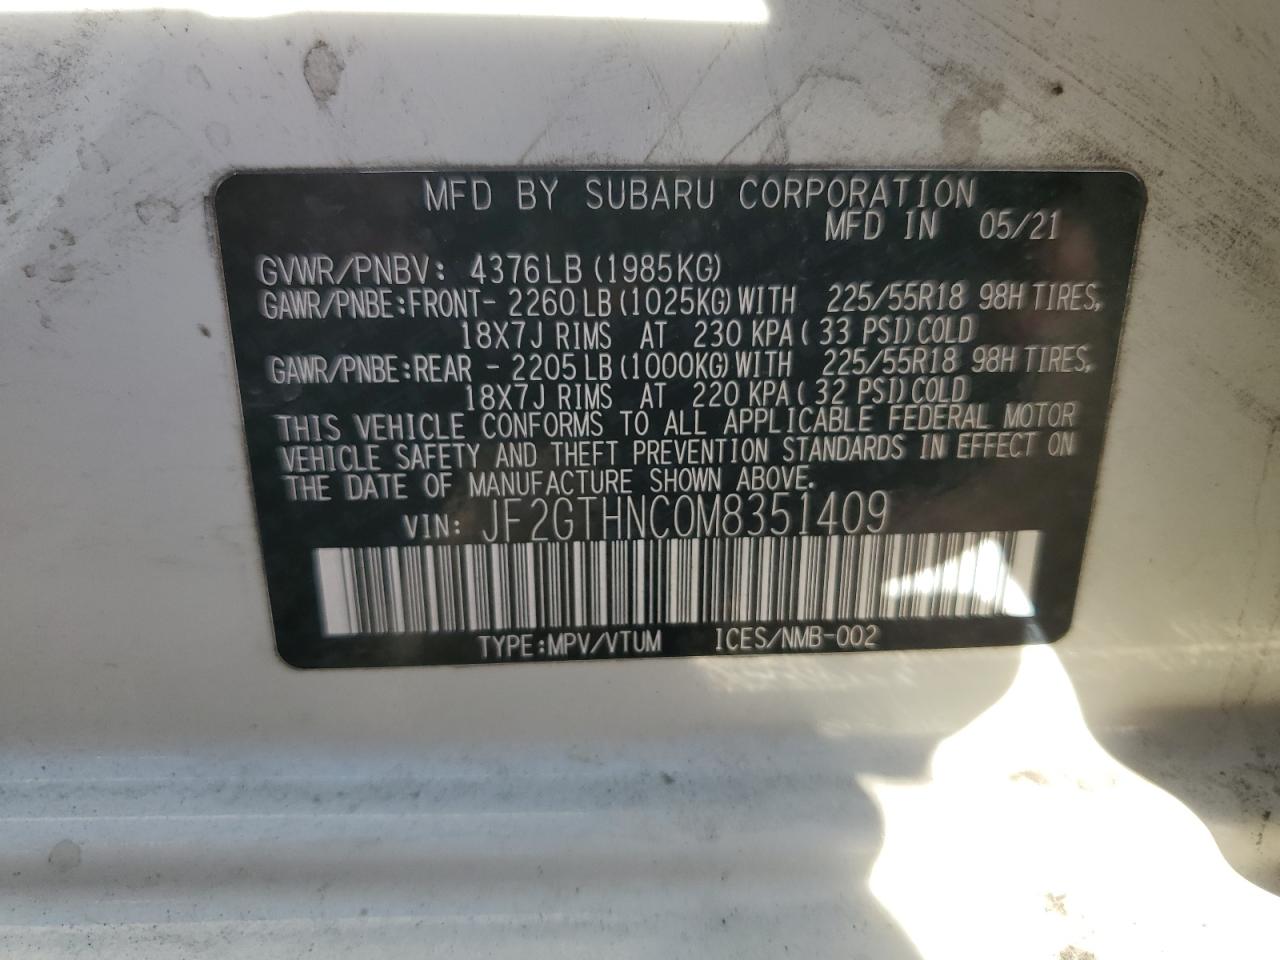 MFD BY SUBARU CORPORATION
MFD IN 05/21
GVWR/PNBV: 4376LB (1985KG)
GAWR/PNBE:FRONT- 2260 LB (1025KG) WITH 225/55R18 98H TIRES,
18X7J RIMS AT 230 KPA (33 PSI) COLD
GAWR/PNBE:REAR - 2205 LB (1000KG) WITH 225/55R18 98H TIRES,
18X7J RIMS AT 220 KPA (32 PSI) COLD
THIS VEHICLE CONFORMS TO ALL APPLICABLE FEDERAL MOTOR
VEHICLE SAFETY AND THEFT PREVENTION STANDARDS IN EFFECT ON
THE DATE OF MANUFACTURE SHOWN ABOVE.
VIN: JF2GTHNC0M8351409
TYPE:MPV/VTUM ICES/NMB-002